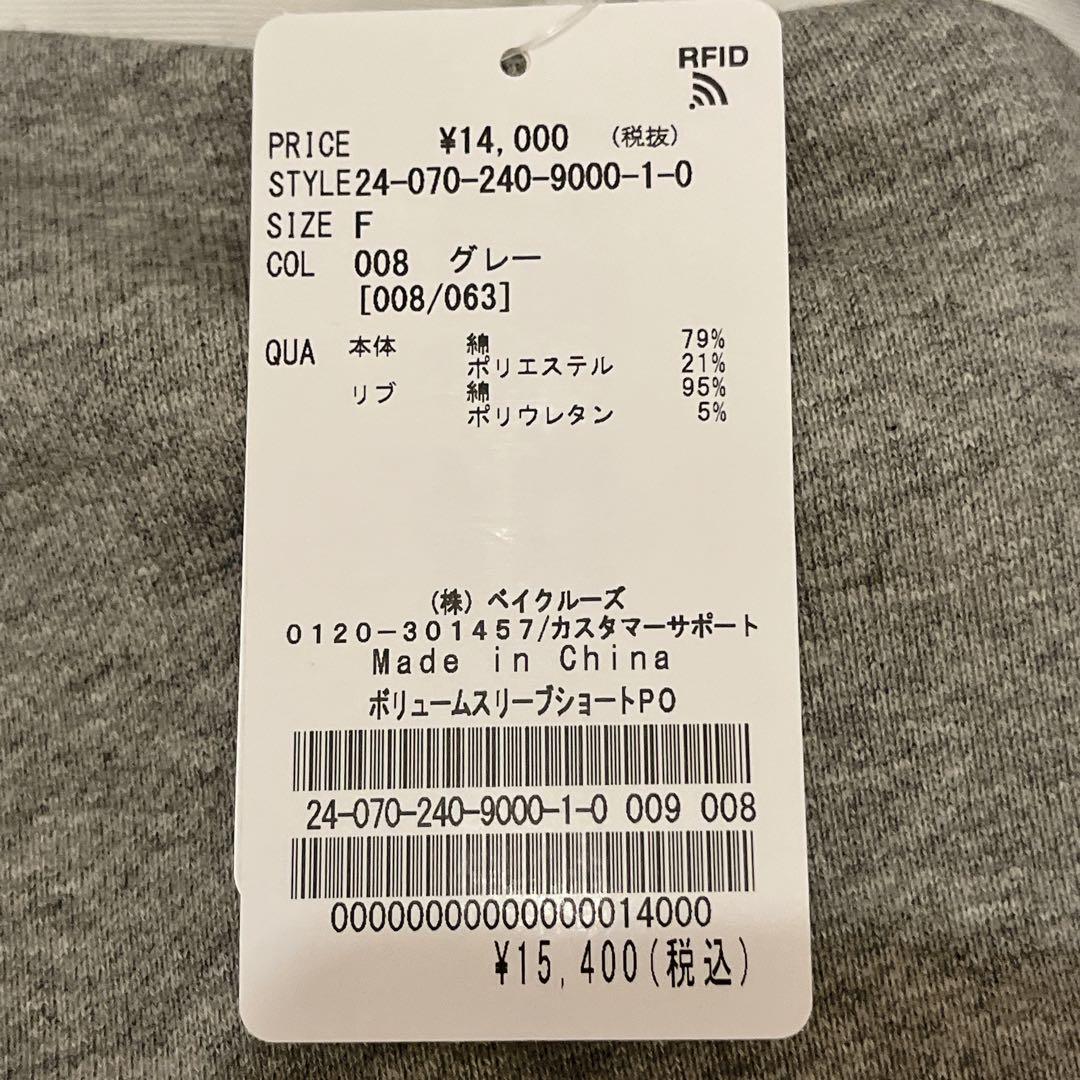 RFID
PRICE ¥14,000 (税抜)
STYLE24-070-240-9000-1-0
SIZE F
COL 008 グレー
[008/063]
QUA 本体 綿 79%
ポリエステル 21%
リブ 綿 95%
ポリウレタン 5%
(株) ベイクルーズ
0120-301457/カスタマーサポート
Made in China
ボリュームスリーブショートPO
24-070-240-9000-1-0 009 008
00000000000000014000
¥15,400(税込)